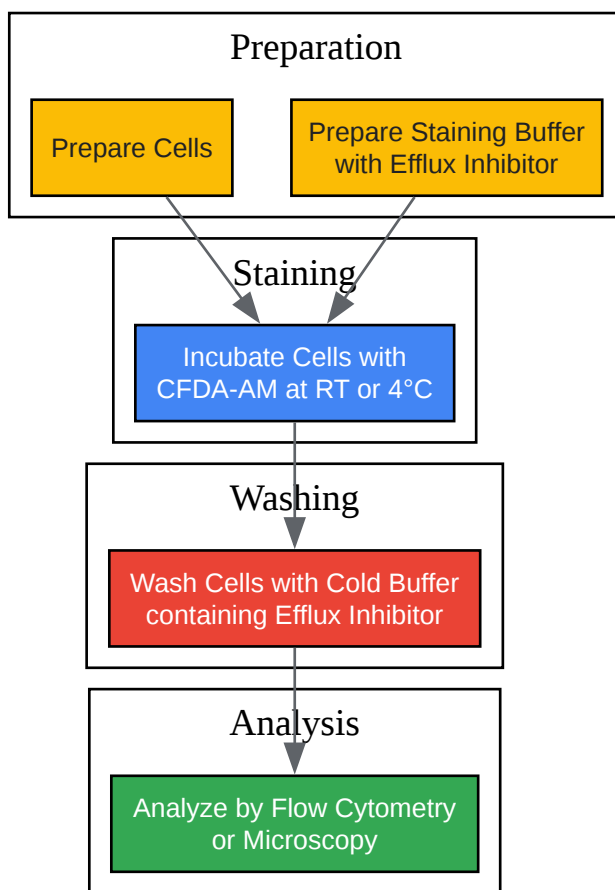 Preparation
Prepare Cells
Prepare Staining Buffer
with Efflux Inhibitor
Staining
Incubate Cells with
CFDA-AM at RT or 4°C
Washing
Wash Cells with Cold Buffer
containing Efflux Inhibitor
Analysis
Analyze by Flow Cytometry
or Microscopy